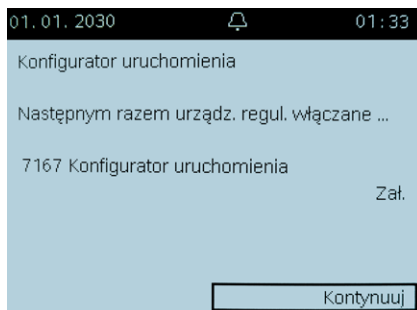 01. 01. 2030 01:33
Konfigurator uruchomienia
Następnym razem urządz. regul. włączane ...
7167 Konfigurator uruchomienia
Zał.
Kontynuuj